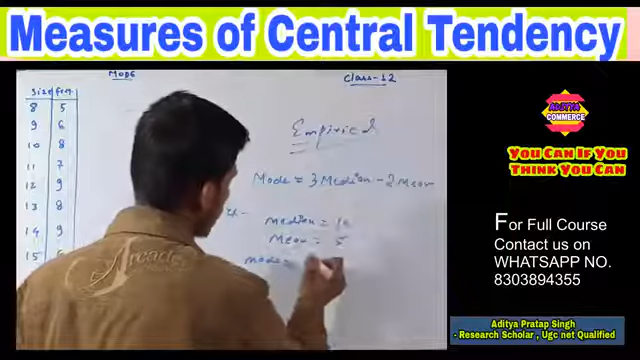 Measures of Central Tendency
Mode
Class-12
Size
8 5
9 6
10 8
11 7
12 9
13 8
14 9
15
Empirical
Mode = 3 Median - 2 Mean
Median = 10
Mean = 5
Mode =
Arcade
ADITYA
COMMERCE
You Can If You
Think You Can
For Full Course
Contact us on
WHATSAPP NO.
8303894355
Aditya Pratap Singh
- Research Scholar , Ugc net Qualified